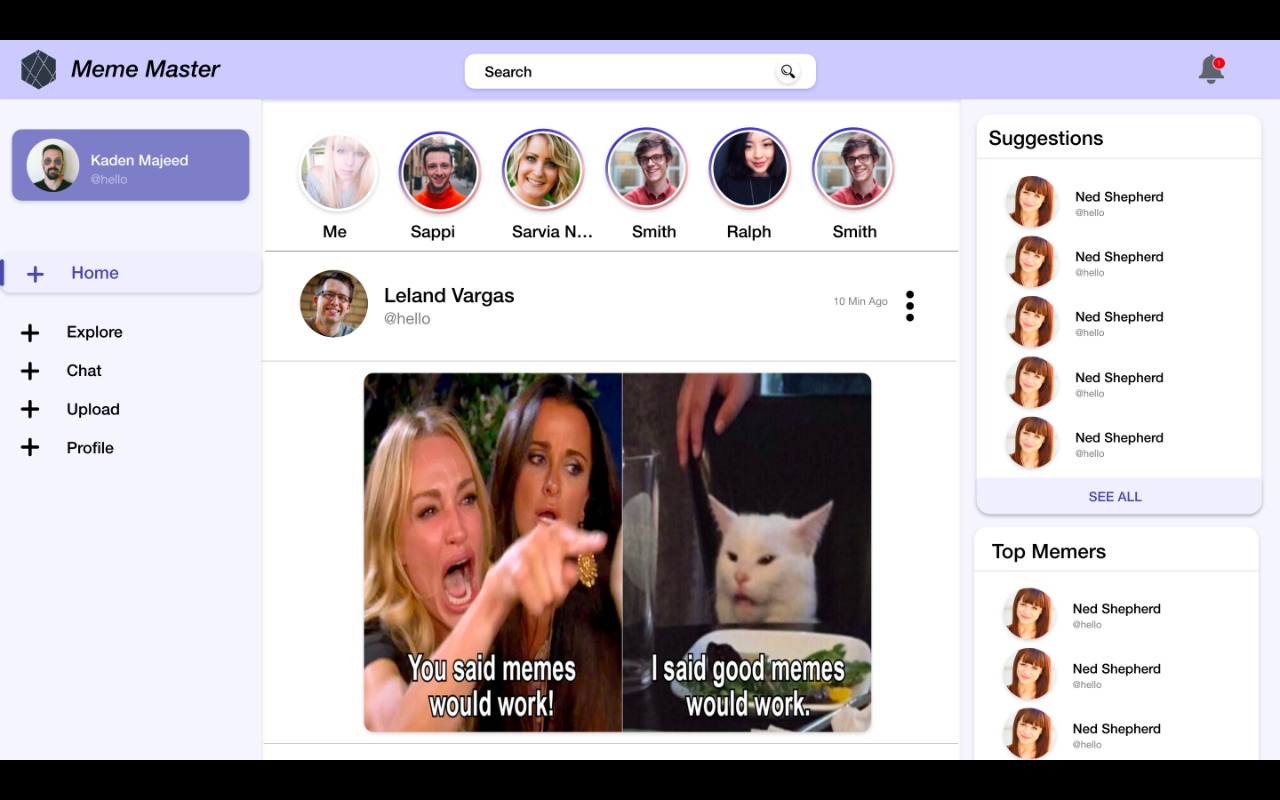 Meme Master
Search
1
Kaden Majeed
@hello
Home
Explore
Chat
Upload
Profile
Me
Sappi
Sarvia N...
Smith
Ralph
Smith
Leland Vargas
@hello
10 Min Ago
You said memes
would work!
I said good memes
would work.
Suggestions
Ned Shepherd
@hello
Ned Shepherd
@hello
Ned Shepherd
@hello
Ned Shepherd
@hello
Ned Shepherd
@hello
SEE ALL
Top Memers
Ned Shepherd
@hello
Ned Shepherd
@hello
Ned Shepherd
@hello